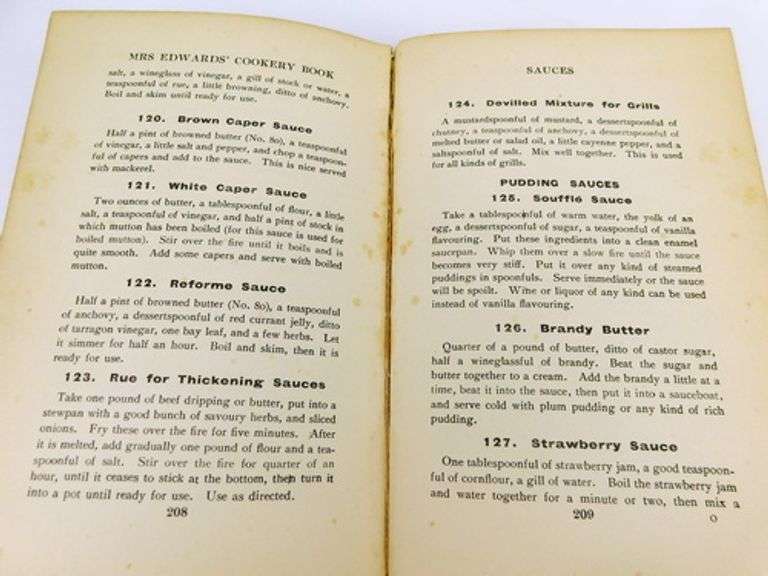 MRS EDWARDS' COOKERY BOOK
salt, a wineglass of vinegar, a gill of stock or water, a
teaspoonful of rue, a little browning, ditto of anchovy.
Boil and skim until ready for use.
120. Brown Caper Sauce
Half a pint of browned butter (No. 80), a teaspoonful
of vinegar, a little salt and pepper, and chop a teaspoon-
ful of capers and add to the sauce. This is nice served
with mackerel.
121. White Caper Sauce
Two ounces of butter, a tablespoonful of flour, a little
salt, a teaspoonful of vinegar, and half a pint of stock in
which mutton has been boiled (for this sauce is used for
boiled mutton). Stir over the fire until it boils and is
quite smooth. Add some capers and serve with boiled
mutton.
122. Reforme Sauce
Half a pint of browned butter (No. 80), a teaspoonful
of anchovy, a dessertspoonful of red currant jelly, ditto
of tarragon vinegar, one bay leaf, and a few herbs. Let
it simmer for half an hour. Boil and skim, then it is
ready for use.
123. Rue for Thickening Sauces
Take one pound of beef dripping or butter, put into a
stewpan with a good bunch of savoury herbs, and sliced
onions. Fry these over the fire for five minutes. After
it is melted, add gradually one pound of flour and a tea-
spoonful of salt. Stir over the fire for quarter of an
hour, until it ceases to stick at the bottom, then turn it
into a pot until ready for use. Use as directed.
208
SAUCES
124. Devilled Mixture for Grills
A mustardspoonful of mustard, a dessertspoonful of
chutney, a teaspoonful of anchovy, a dessertspoonful of
melted butter or salad oil, a little cayenne pepper, and a
saltspoonful of salt. Mix well together. This is used
for all kinds of grills.
PUDDING SAUCES
125. Soufflé Sauce
Take a tablespoonful of warm water, the yolk of an
egg, a dessertspoonful of sugar, a teaspoonful of vanilla
flavouring. Put these ingredients into a clean enamel
saucepan. Whip them over a slow fire until the sauce
becomes very stiff. Put it over any kind of steamed
puddings in spoonfuls. Serve immediately or the sauce
will be spoilt. Wine or liquor of any kind can be used
instead of vanilla flavouring.
126. Brandy Butter
Quarter of a pound of butter, ditto of castor sugar,
half a wineglassful of brandy. Beat the sugar and
butter together to a cream. Add the brandy a little at a
time, beat it into the sauce, then put it into a sauceboat,
and serve cold with plum pudding or any kind of rich
pudding.
127. Strawberry Sauce
One tablespoonful of strawberry jam, a good teaspoon-
ful of cornflour, a gill of water. Boil the strawberry jam
and water together for a minute or two, then mix a
209 O